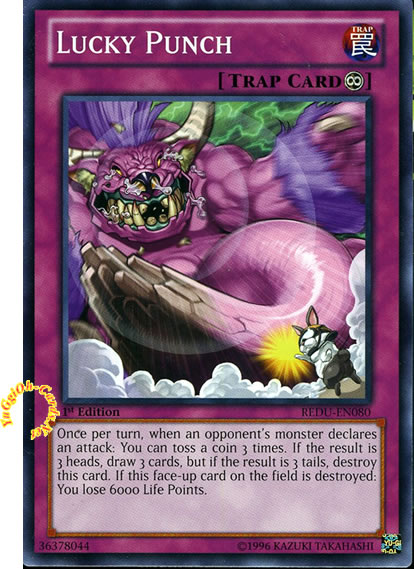 LUCKY PUNCH
TRAP
罠
[TRAP CARD♾]
YuGgiOh-Cards.Net
1st Edition
REDU-EN080
Once per turn, when an opponent's monster declares
an attack: You can toss a coin 3 times. If the result is
3 heads, draw 3 cards, but if the result is 3 tails, destroy
this card. If this face-up card on the field is destroyed:
You lose 6000 Life Points.
36378044
©1996 KAZUKI TAKAHASHI